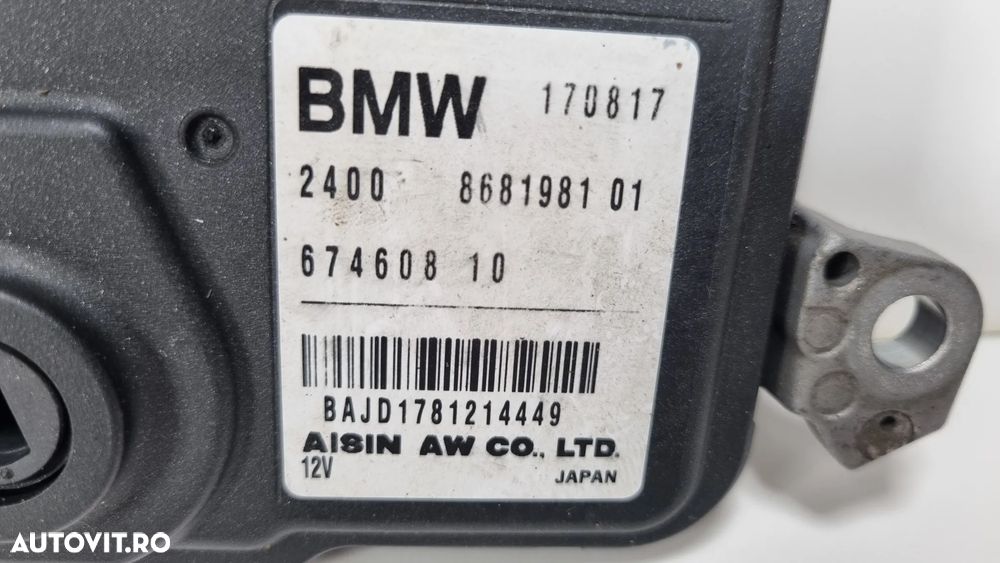 BMW 170817
2400 8681981 01
674608 10
BAJD1781214449
AISIN AW CO., LTD.
12V JAPAN
AUTOVIT.RO